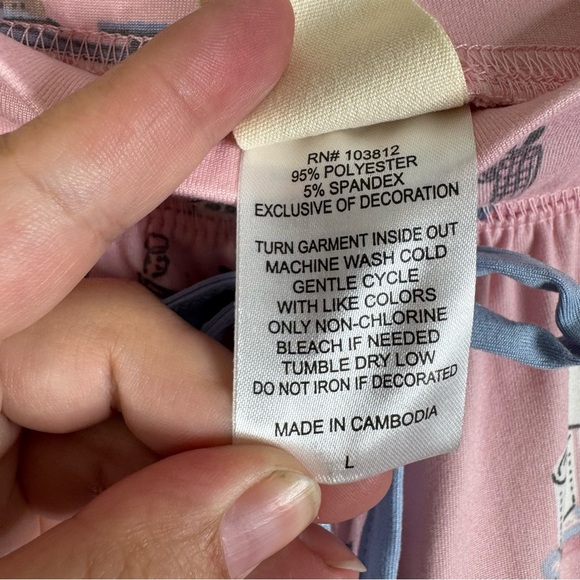 RN# 103812
95% POLYESTER
5% SPANDEX
EXCLUSIVE OF DECORATION
TURN GARMENT INSIDE OUT
MACHINE WASH COLD
GENTLE CYCLE
WITH LIKE COLORS
ONLY NON-CHLORINE
BLEACH IF NEEDED
TUMBLE DRY LOW
DO NOT IRON IF DECORATED
MADE IN CAMBODIA
L